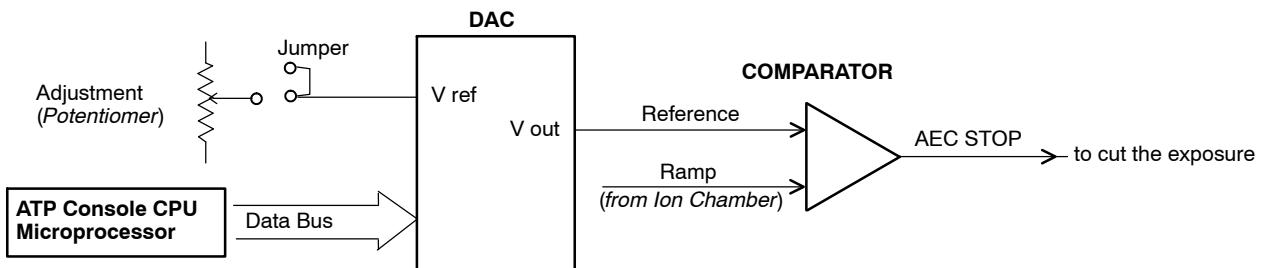 DAC
Jumper
COMPARATOR
Adjustment
(Potentiomer)
V ref
Reference
V out
AEC STOP
to cut the exposure
Ramp
(from Ion Chamber)
ATP Console CPU
Microprocessor
Data Bus